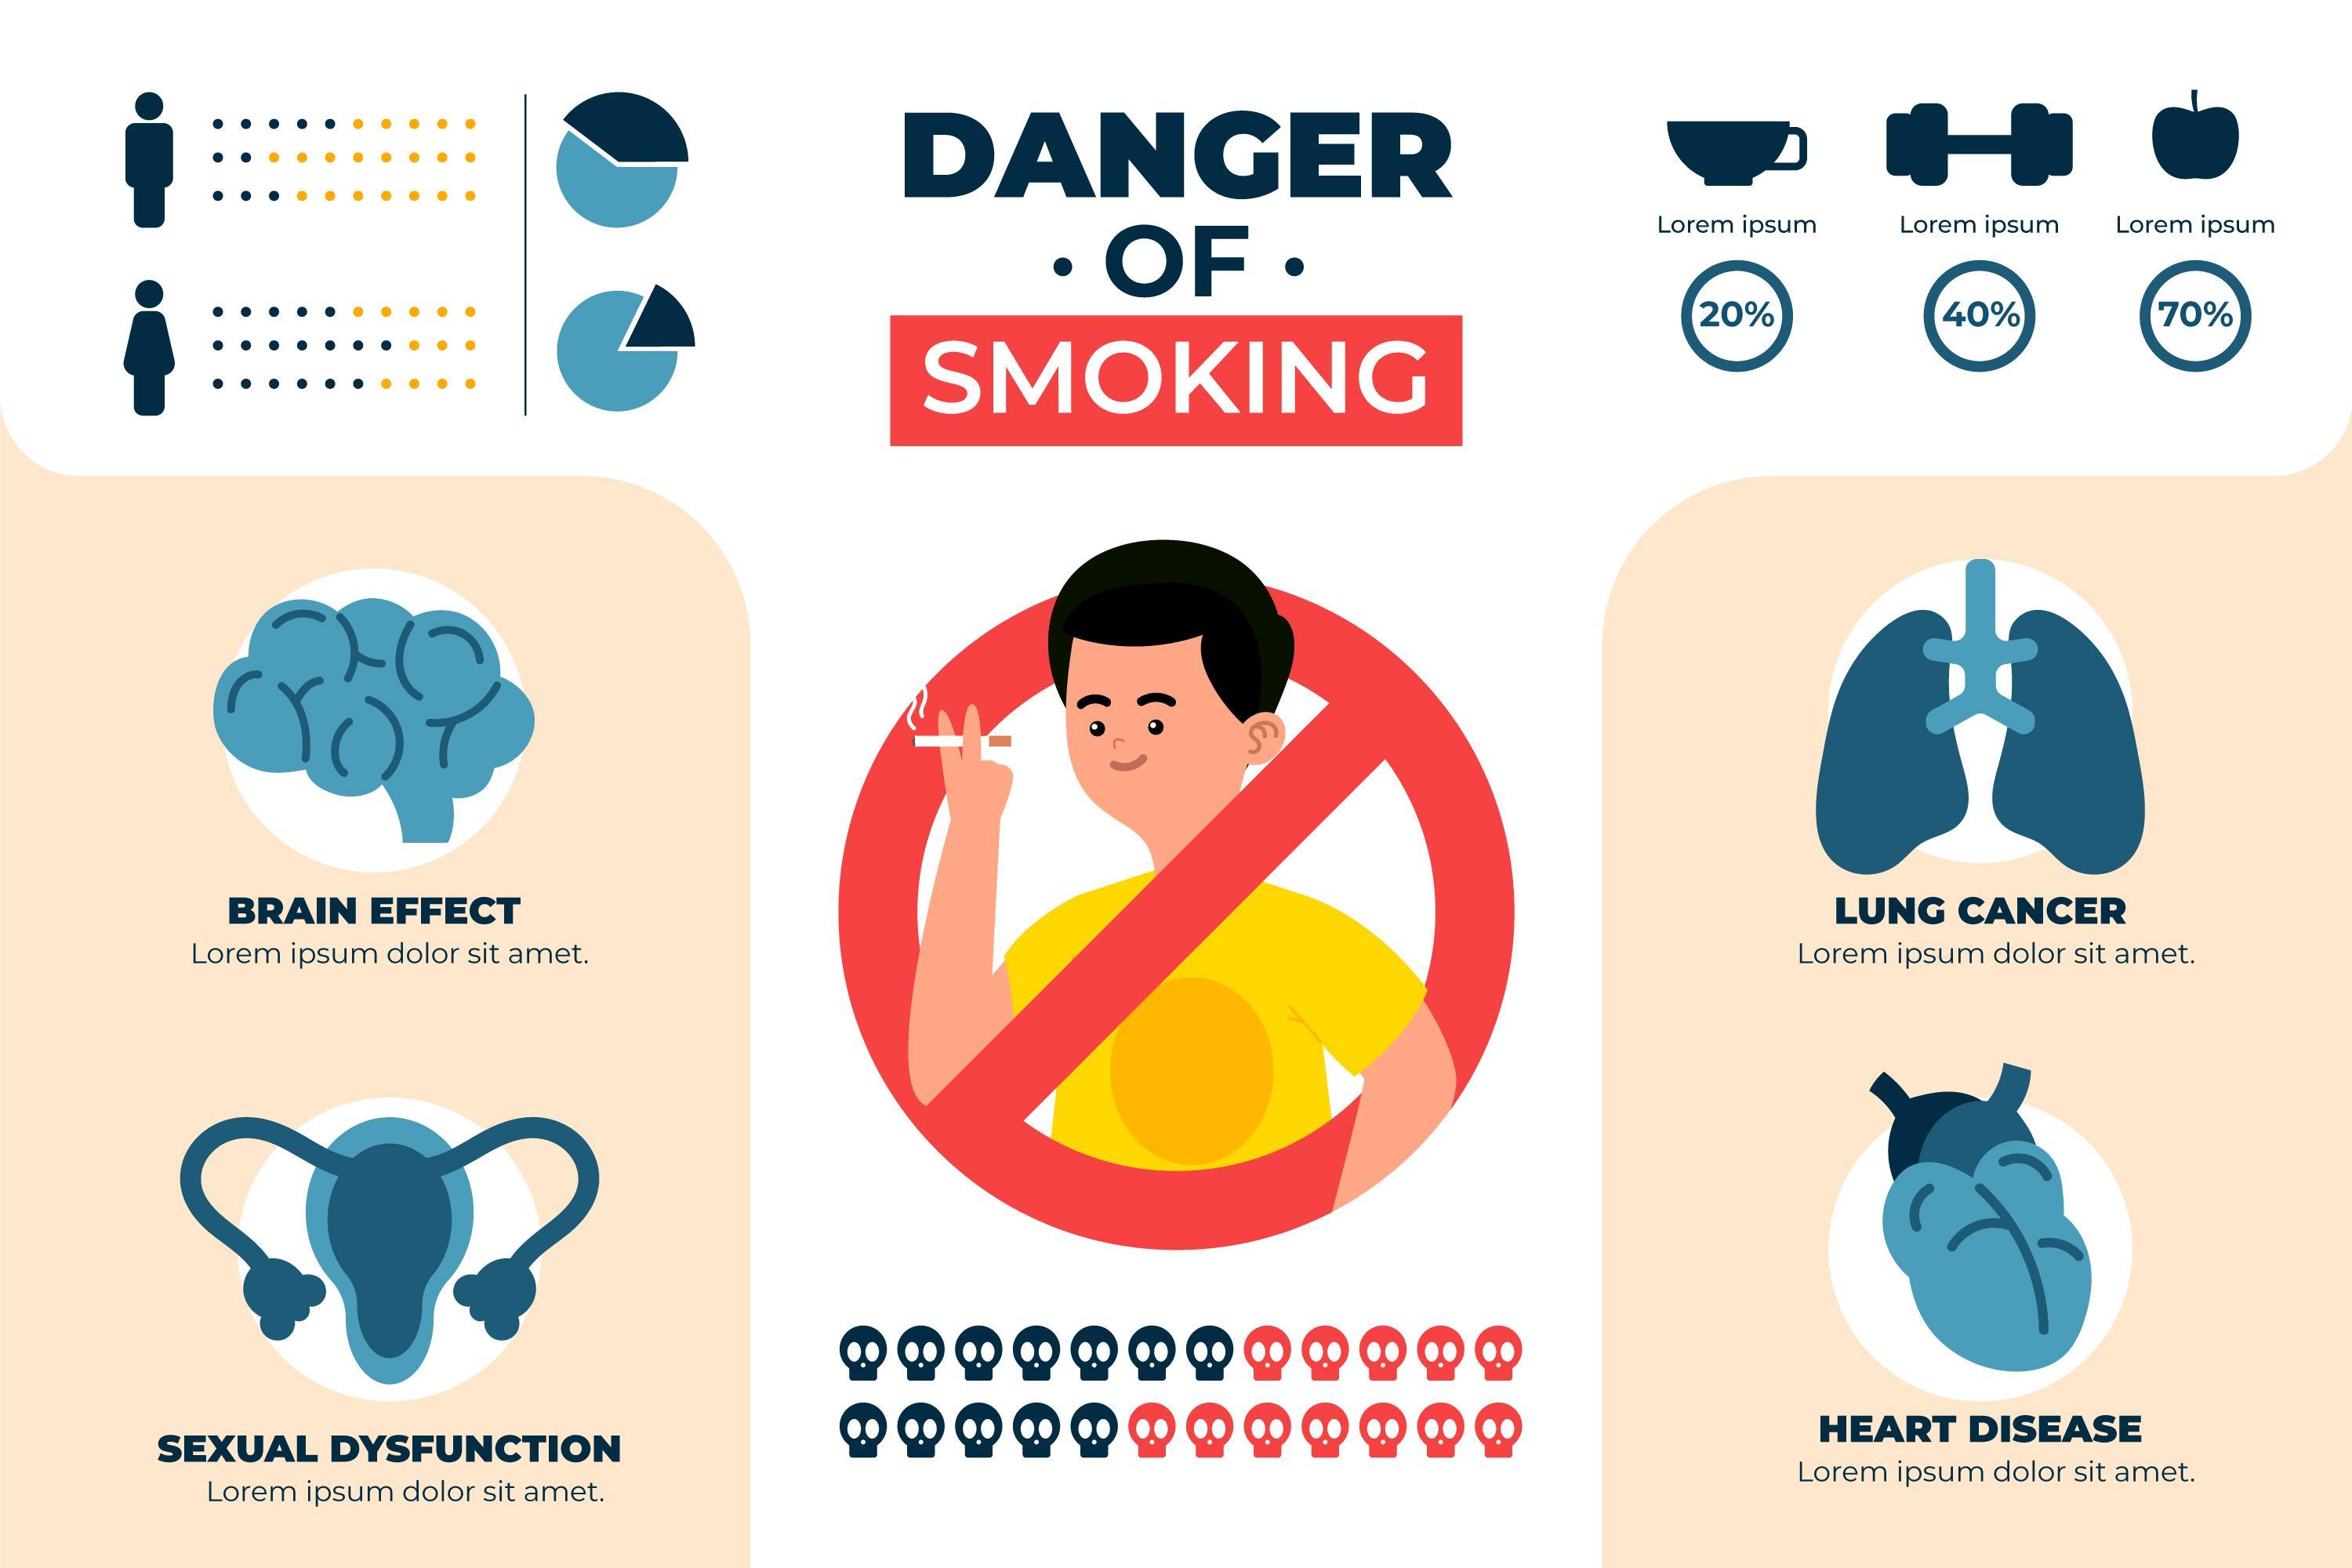 DANGER
• OF •
SMOKING
Lorem ipsum
Lorem ipsum
Lorem ipsum
20%
40%
70%
BRAIN EFFECT
Lorem ipsum dolor sit amet.
SEXUAL DYSFUNCTION
Lorem ipsum dolor sit amet.
LUNG CANCER
Lorem ipsum dolor sit amet.
HEART DISEASE
Lorem ipsum dolor sit amet.